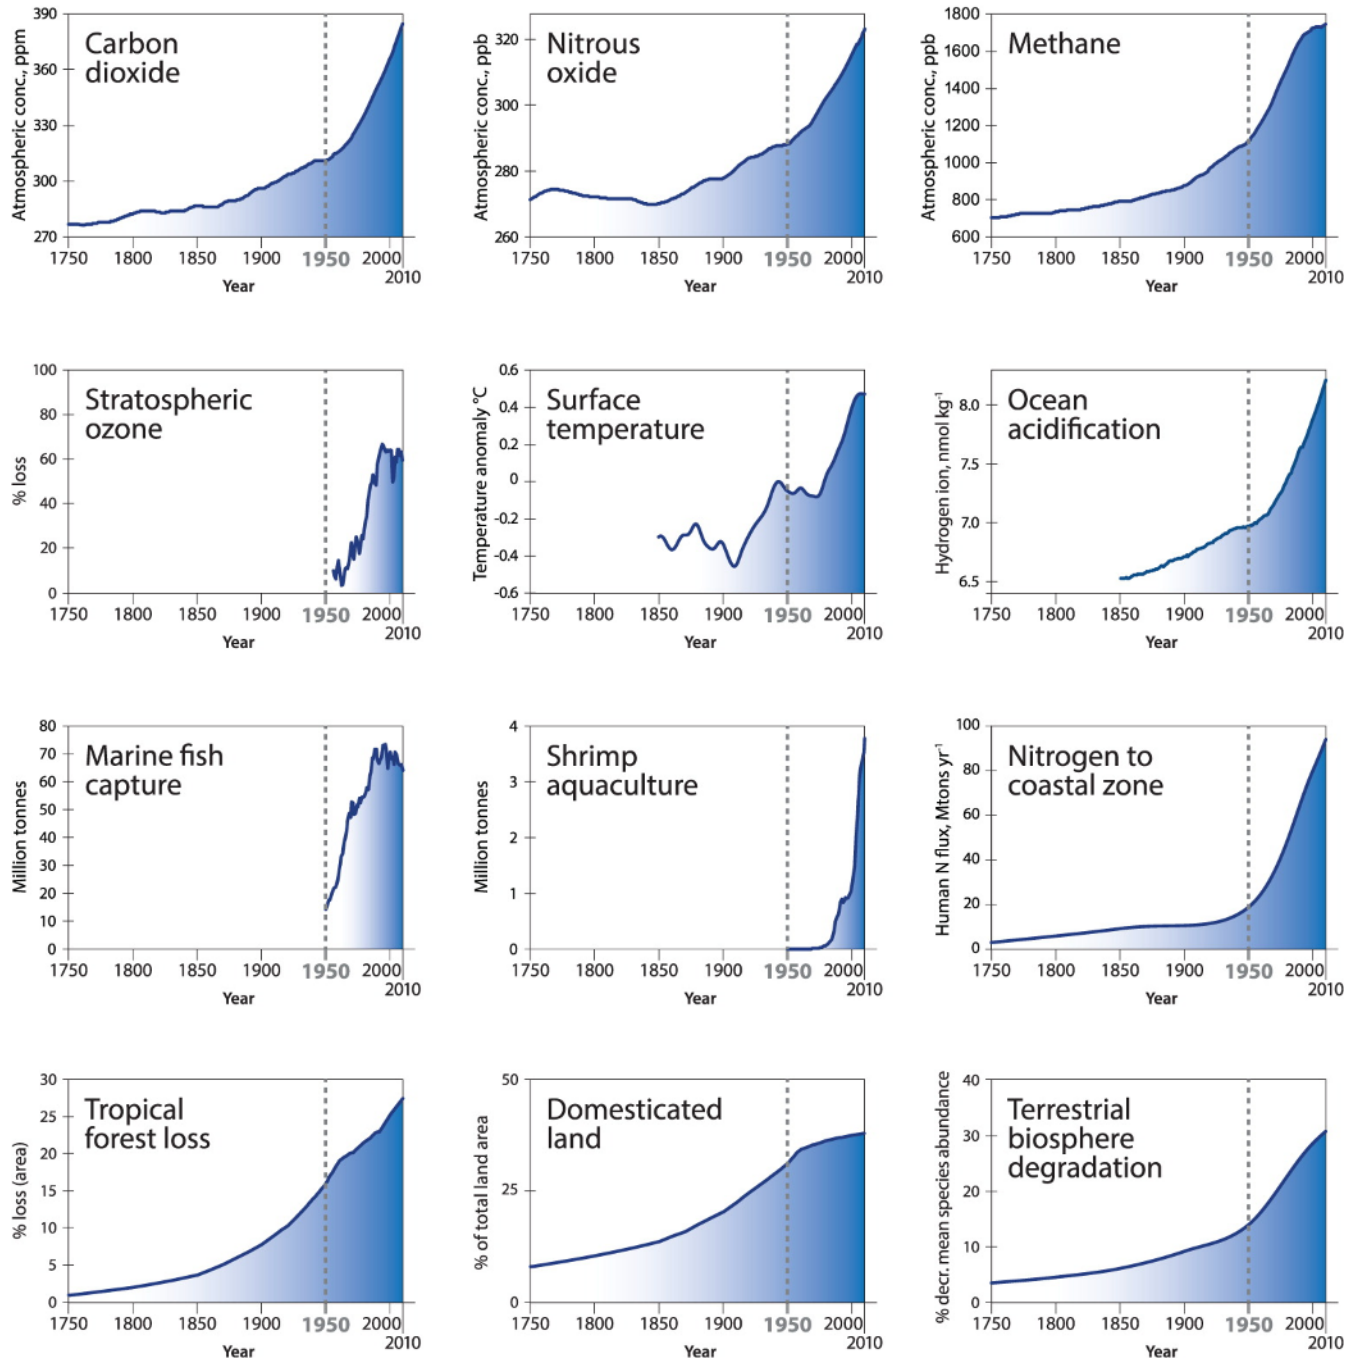 Carbon
dioxide
Atmospheric conc., ppm
390
360
330
300
270
1750 1800 1850 1900 1950 2000
2010
Year
Nitrous
oxide
Atmospheric conc., ppb
320
300
280
260
1750 1800 1850 1900 1950 2000
2010
Year
Methane
Atmospheric conc., ppb
1800
1600
1400
1200
1000
800
600
1750 1800 1850 1900 1950 2000
2010
Year
Stratospheric
ozone
% loss
100
80
60
40
20
0
1750 1800 1850 1900 1950 2000
2010
Year
Surface
temperature
Temperature anomaly °C
0.6
0.4
0.2
0
-0.2
-0.4
-0.6
1750 1800 1850 1900 1950 2000
2010
Year
Ocean
acidification
Hydrogen ion, nmol kg⁻¹
8.0
7.5
7.0
6.5
1750 1800 1850 1900 1950 2000
2010
Year
Marine fish
capture
Million tonnes
80
70
60
50
40
30
20
10
0
1750 1800 1850 1900 1950 2000
2010
Year
Shrimp
aquaculture
Million tonnes
4
3
2
1
0
1750 1800 1850 1900 1950 2000
2010
Year
Nitrogen to
coastal zone
Human N flux, Mtons yr⁻¹
100
80
60
40
20
0
1750 1800 1850 1900 1950 2000
2010
Year
Tropical
forest loss
% loss (area)
30
25
20
15
10
5
0
1750 1800 1850 1900 1950 2000
2010
Year
Domesticated
land
% of total land area
50
25
0
1750 1800 1850 1900 1950 2000
2010
Year
Terrestrial
biosphere
degradation
% decr. mean species abundance
40
30
20
10
0
1750 1800 1850 1900 1950 2000
2010
Year